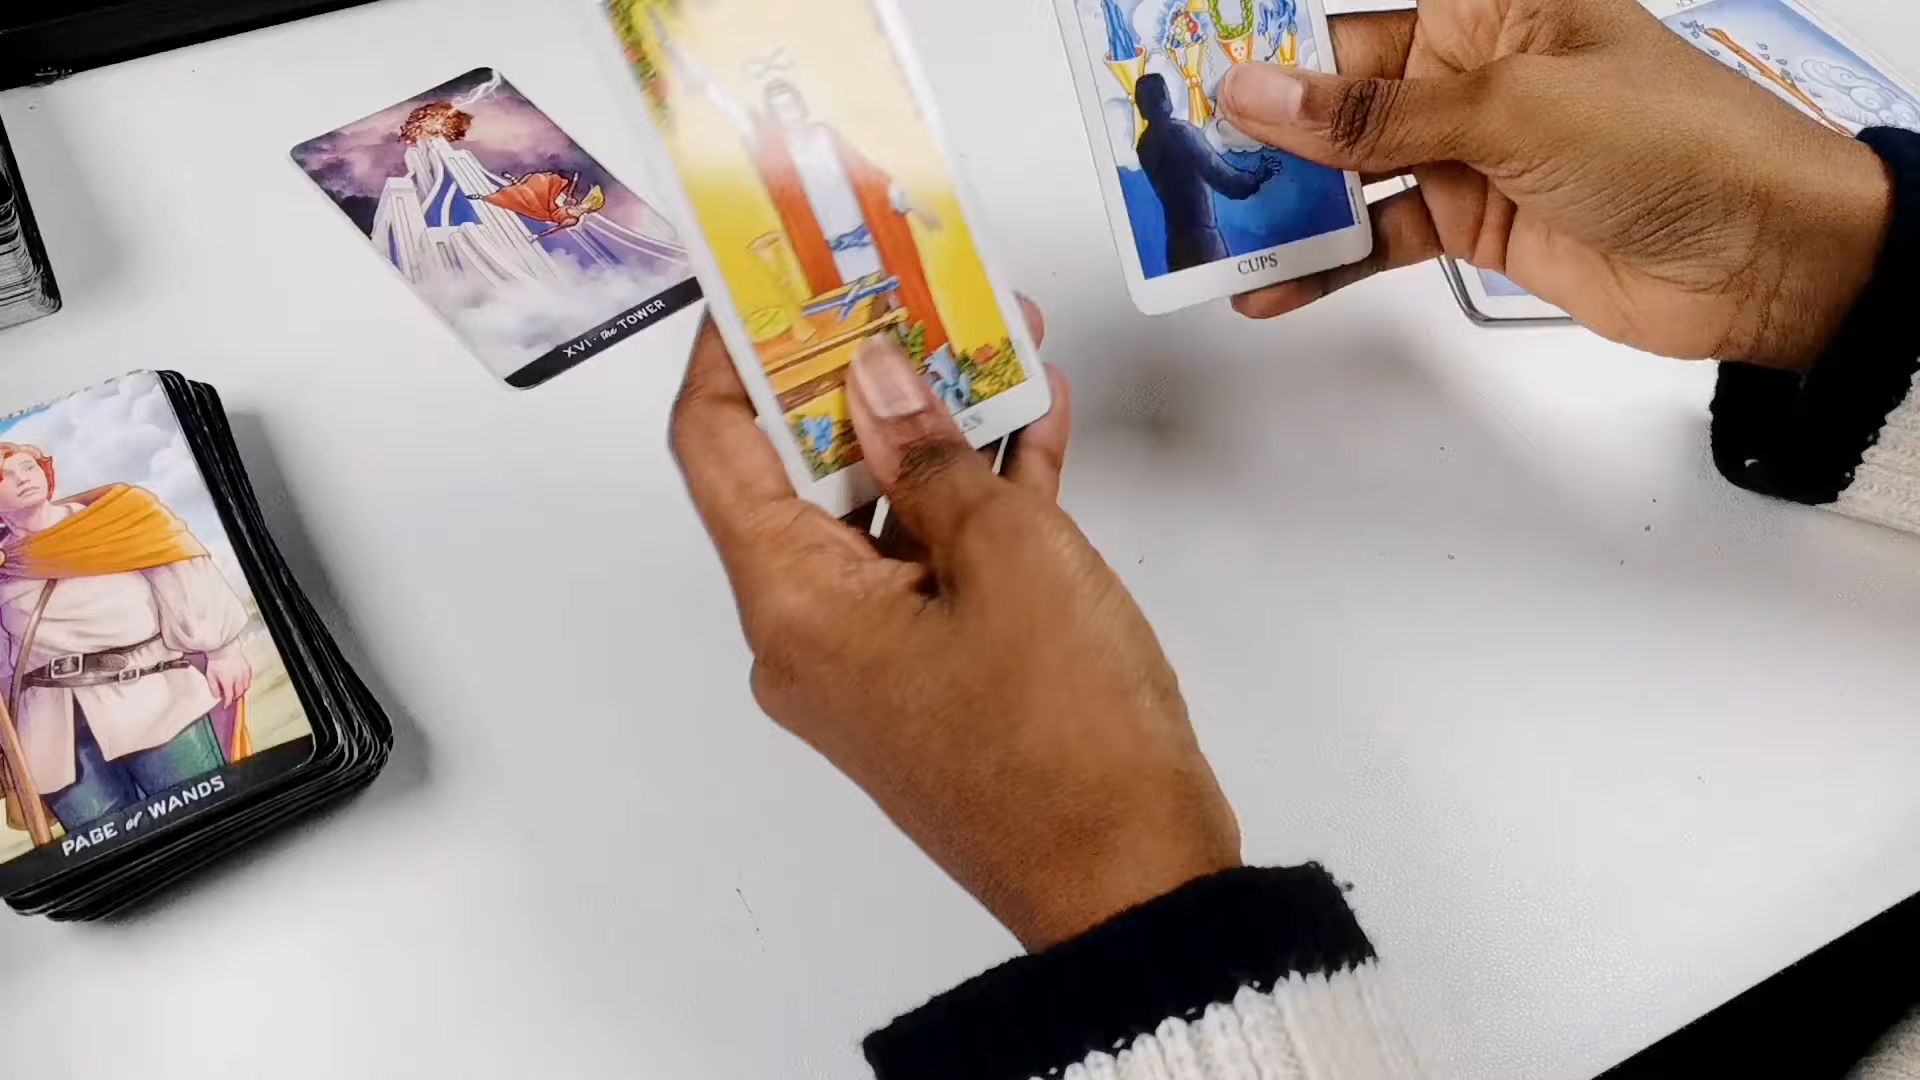 XVI · the TOWER
CUPS
PAGE of WANDS